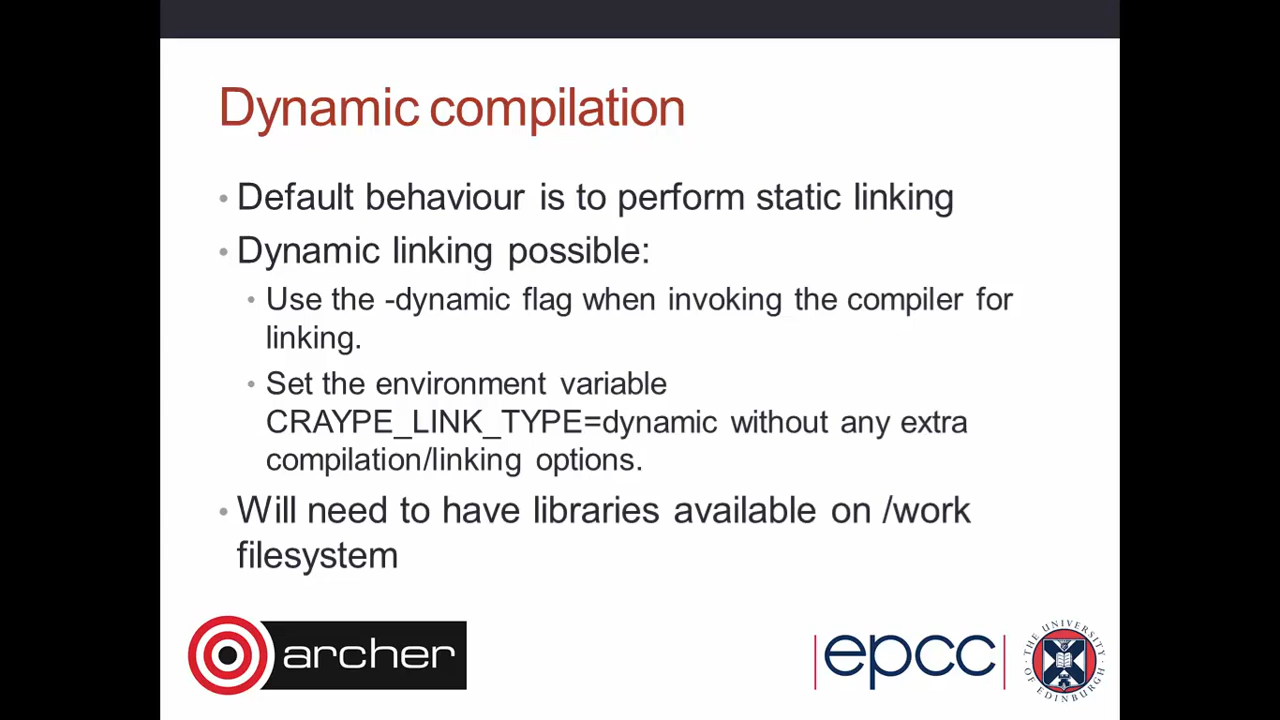 Dynamic compilation
• Default behaviour is to perform static linking
• Dynamic linking possible:
• Use the -dynamic flag when invoking the compiler for
linking.
• Set the environment variable
CRAYPE_LINK_TYPE=dynamic without any extra
compilation/linking options.
• Will need to have libraries available on /work
filesystem
archer
epcc
THE UNIVERSITY
OF EDINBURGH